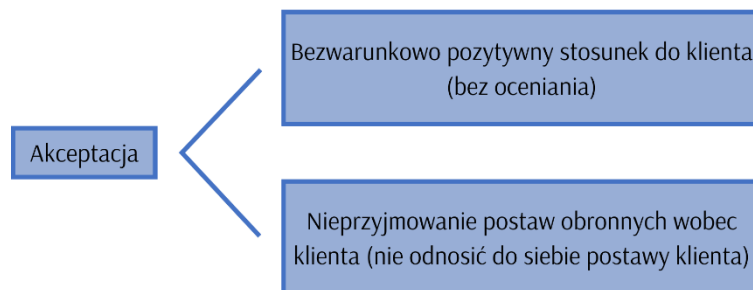 Bezwarunkowo pozytywny stosunek do klienta
(bez oceniania)
Akceptacja
Nieprzyjmowanie postaw obronnych wobec
klienta (nie odnosić do siebie postawy klienta)